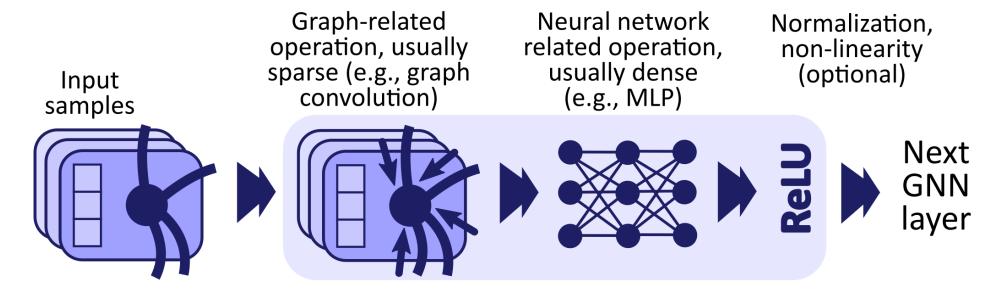 Input
samples
Graph-related
operation, usually
sparse (e.g., graph
convolution)
Neural network
related operation,
usually dense
(e.g., MLP)
Normalization,
non-linearity
(optional)
ReLU
Next
GNN
layer